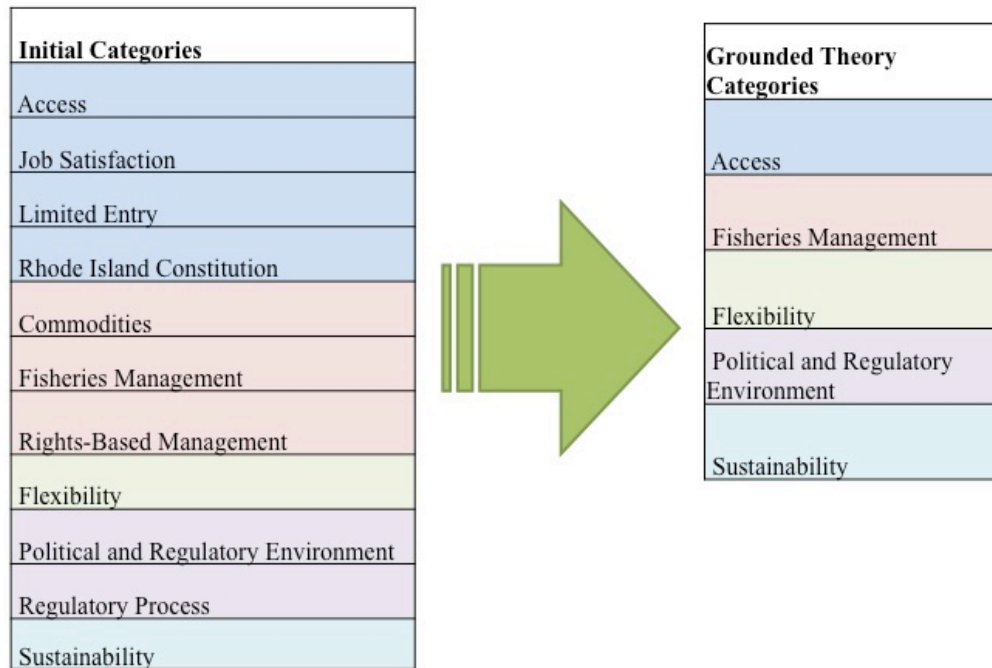 Initial Categories
Access
Job Satisfaction
Limited Entry
Rhode Island Constitution
Commodities
Fisheries Management
Rights-Based Management
Flexibility
Political and Regulatory Environment
Regulatory Process
Sustainability
Grounded Theory
Categories
Access
Fisheries Management
Flexibility
Political and Regulatory
Environment
Sustainability